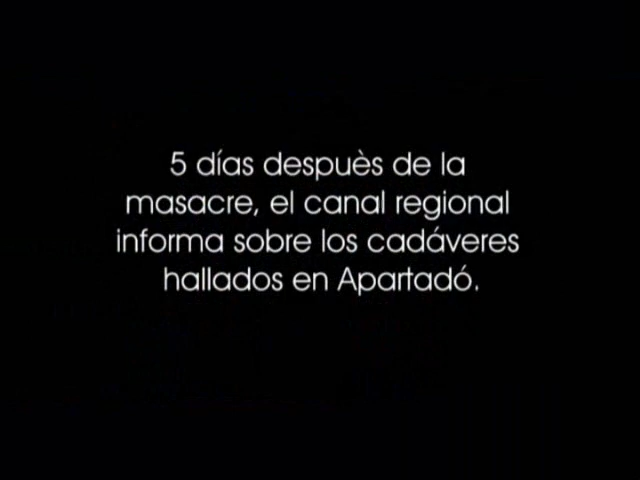 5 días despuès de la
masacre, el canal regional
informa sobre los cadáveres
hallados en Apartadó.